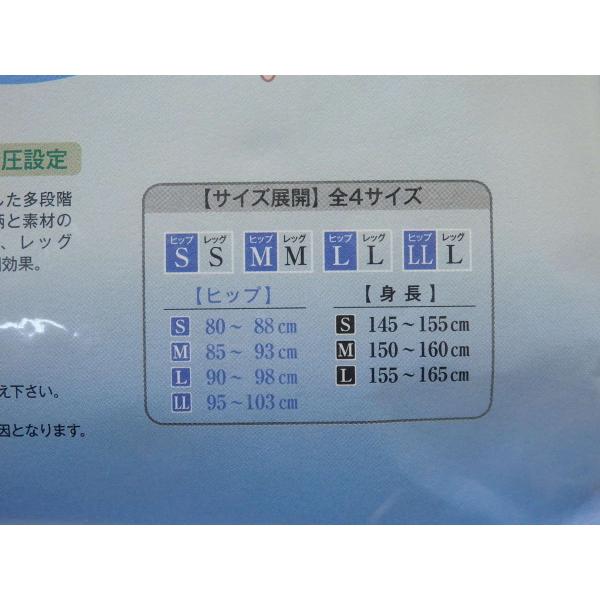 圧設定
した多段階
柄と素材の
、レッグ
効果。
え下さい。
因となります。
【サイズ展開】全4サイズ
ヒップ レッグ ヒップ レッグ ヒップ レッグ ヒップ レッグ
S S M M L L LL L
【ヒップ】
S 80～ 88cm
M 85～ 93cm
L 90～ 98cm
LL 95～103cm
【身長】
S 145～155cm
M 150～160cm
L 155～165cm